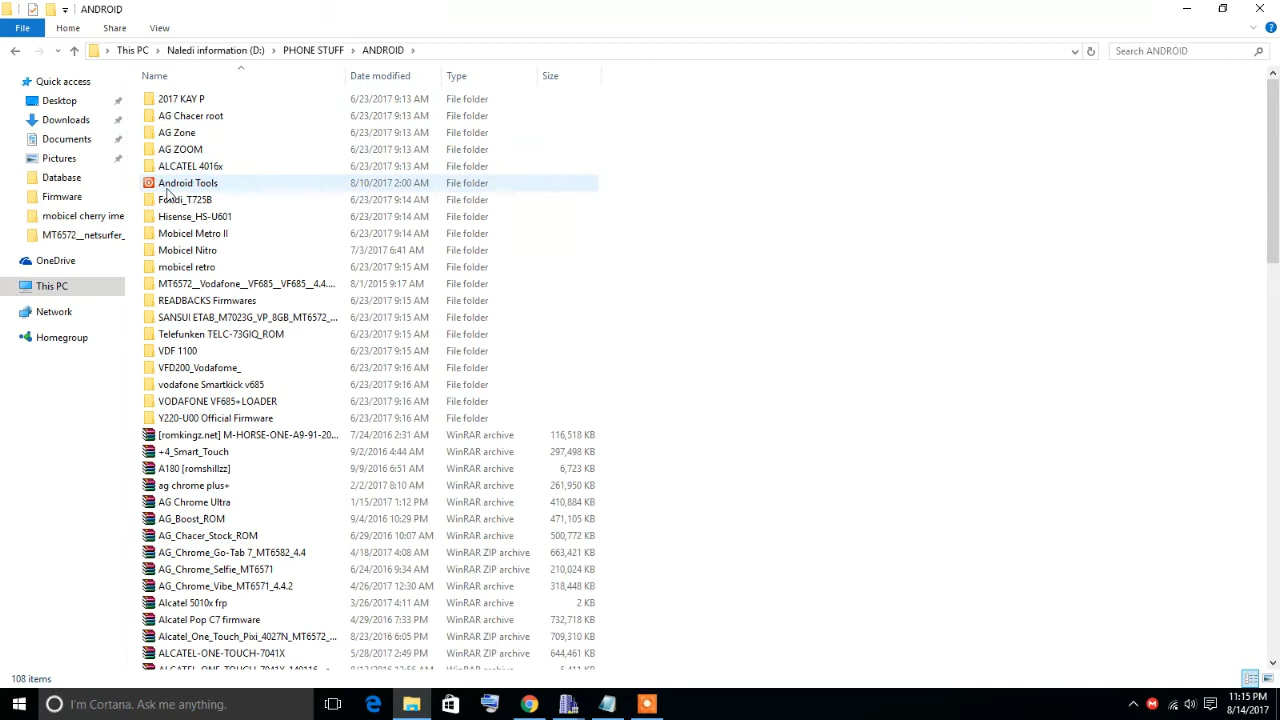 ANDROID
File Home Share View
This PC Naledi information (D:) PHONE STUFF ANDROID
Search ANDROID
Name Date modified Type Size
Quick access
Desktop
Downloads
Documents
Pictures
Database
Firmware
mobicel cherry ime
MT6572__netsurfer_
OneDrive
This PC
Network
Homegroup
2017 KAY P 6/23/2017 9:13 AM File folder
AG Chacer root 6/23/2017 9:13 AM File folder
AG Zone 6/23/2017 9:13 AM File folder
AG ZOOM 6/23/2017 9:13 AM File folder
ALCATEL 4016x 6/23/2017 9:13 AM File folder
Android Tools 8/10/2017 2:00 AM File folder
6/23/2017 9:14 AM File folder
Hisense_HS-U601 6/23/2017 9:14 AM File folder
Mobicel Metro II 6/23/2017 9:14 AM File folder
Mobicel Nitro 7/3/2017 6:41 AM File folder
mobicel retro 6/23/2017 9:15 AM File folder
MT6572__Vodafone__VF685__VF685__4.4.... 8/1/2015 9:17 AM File folder
READBACKS Firmwares 6/23/2017 9:15 AM File folder
SANSUI ETAB_M7023G_VP_8GB_MT6572_... 6/23/2017 9:15 AM File folder
Telefunken TELC-73GIQ_ROM 6/23/2017 9:15 AM File folder
VDF 1100 6/23/2017 9:15 AM File folder
VFD200_Vodafome_ 6/23/2017 9:16 AM File folder
vodafone Smartkick v685 6/23/2017 9:16 AM File folder
VODAFONE VF685+LOADER 6/23/2017 9:16 AM File folder
Y220-U00 Official Firmware 6/23/2017 9:16 AM File folder
[romkingz.net] M-HORSE-ONE-A9-91-20... 7/24/2016 2:31 AM WinRAR archive 116,518 KB
+4_Smart_Touch 9/2/2016 4:44 AM WinRAR archive 297,498 KB
A180 [romshillzz] 9/9/2016 6:51 AM WinRAR archive 6,723 KB
ag chrome plus+ 2/2/2017 8:10 AM WinRAR archive 261,950 KB
AG Chrome Ultra 1/15/2017 1:12 PM WinRAR archive 410,884 KB
AG_Boost_ROM 9/4/2016 10:29 PM WinRAR archive 471,105 KB
AG_Chacer_Stock_ROM 6/29/2016 10:07 AM WinRAR archive 500,772 KB
AG_Chrome_Go-Tab 7_MT6582_4.4 4/18/2017 4:08 AM WinRAR ZIP archive 663,421 KB
AG_Chrome_Selfie_MT6571 6/24/2016 9:34 AM WinRAR ZIP archive 210,024 KB
AG_Chrome_Vibe_MT6571_4.4.2 4/26/2017 12:30 AM WinRAR archive 318,448 KB
Alcatel 5010x frp 3/26/2017 4:11 AM WinRAR archive 2 KB
Alcatel Pop C7 firmware 4/29/2016 7:33 PM WinRAR archive 732,718 KB
Alcatel_One_Touch_Pixi_4027N_MT6572_... 8/23/2016 6:05 PM WinRAR ZIP archive 709,310 KB
ALCATEL-ONE-TOUCH-7041X 5/28/2017 2:49 PM WinRAR ZIP archive 644,461 KB
108 items
I'm Cortana. Ask me anything.
11:15 PM
8/14/2017